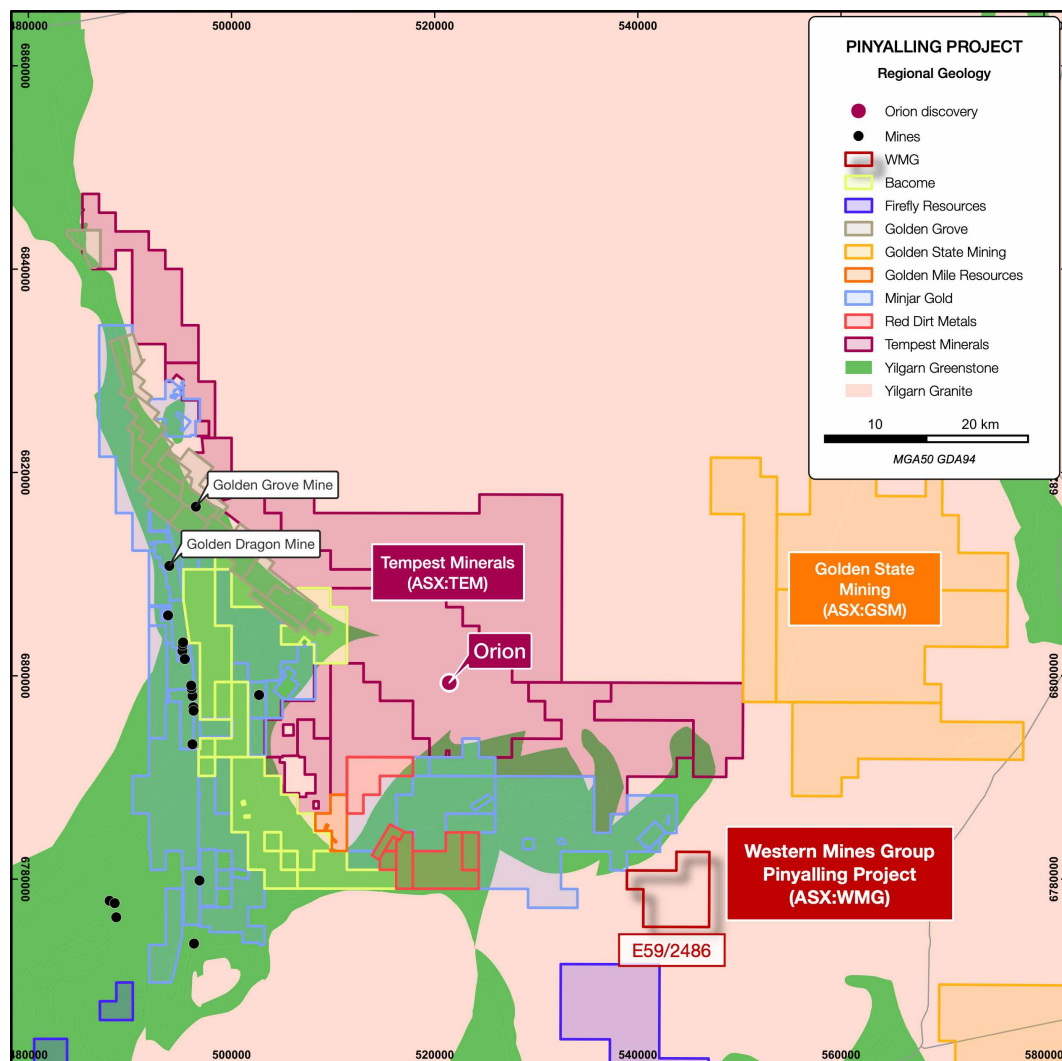 480000
500000
520000
540000
6860000
PINYALLING PROJECT
Regional Geology
Orion discovery
Mines
WMG
Bacome
Firefly Resources
Golden Grove
Golden State Mining
Golden Mile Resources
Minjar Gold
Red Dirt Metals
Tempest Minerals
Yilgarn Greenstone
Yilgarn Granite
10
20 km
MGA50 GDA94
6840000
6820000
Golden Grove Mine
Golden Dragon Mine
Tempest Minerals
(ASX:TEM)
Golden State
Mining
(ASX:GSM)
Orion
6800000
6800000
Western Mines Group
Pinyalling Project
(ASX:WMG)
6780000
6780000
E59/2486
480000
500000
520000
540000
560000